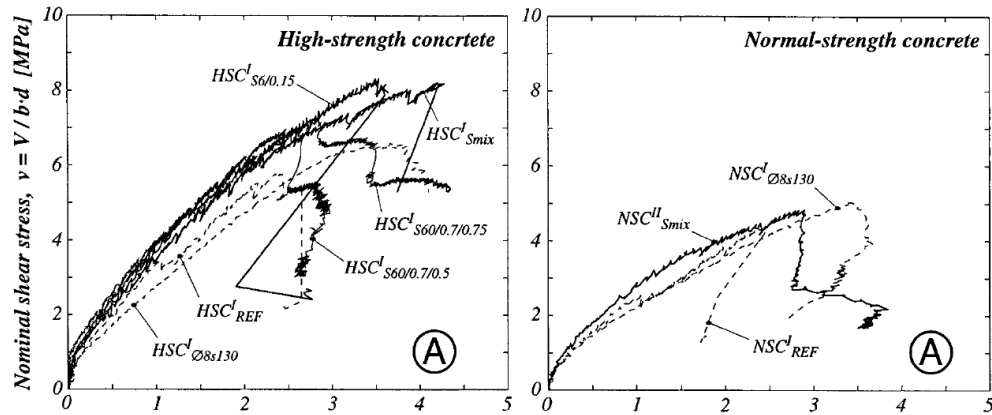 Nominal shear stress, v = V / b·d [MPa]
10
8
6
4
2
0
0 1 2 3 4 5
High-strength concrtete
HSC^I_S6/0.15
HSC^I_Smix
HSC^I_S60/0.7/0.75
HSC^I_S60/0.7/0.5
HSC^I_REF
HSC^I_Ø8s130
A
10
8
6
4
2
0
0 1 2 3 4 5
Normal-strength concrete
NSC^I_Ø8s130
NSC^II_Smix
NSC^I_REF
A